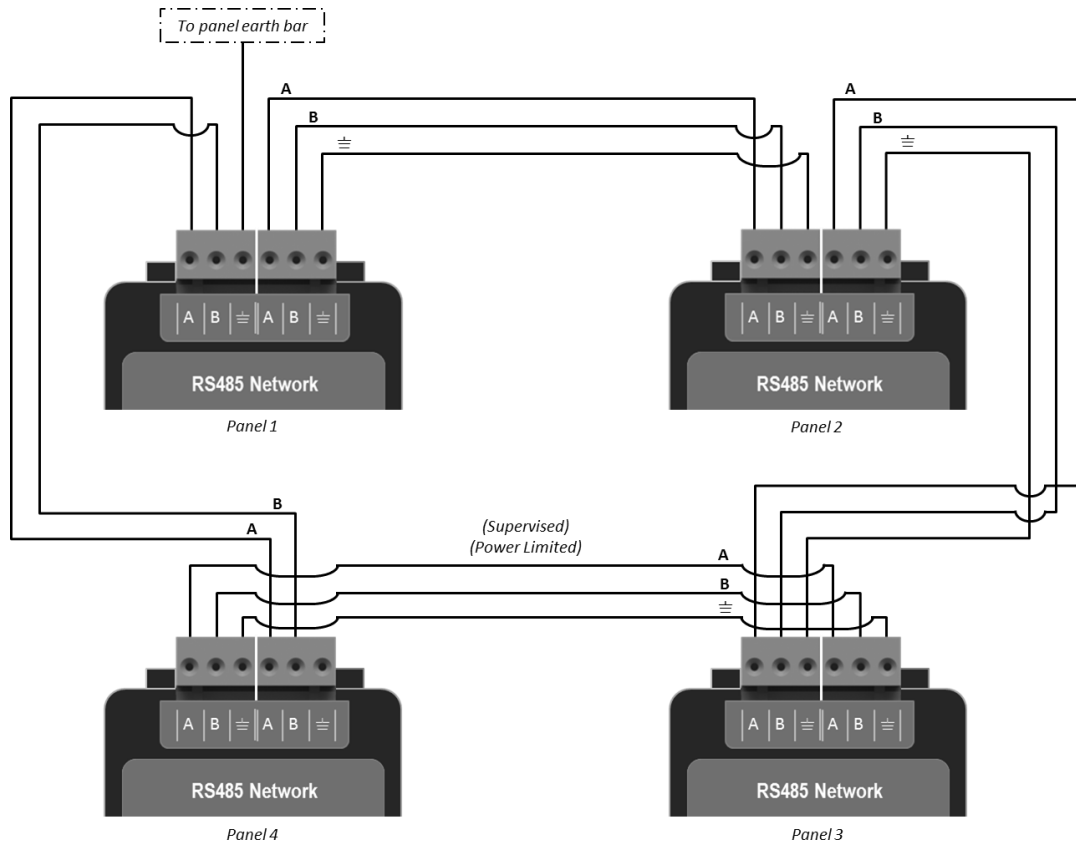 To panel earth bar
A
A
B
B
A B A B
RS485 Network
Panel 1
A B A B
RS485 Network
Panel 2
B
A
(Supervised)
(Power Limited)
A
B
A B A B
RS485 Network
Panel 4
A B A B
RS485 Network
Panel 3